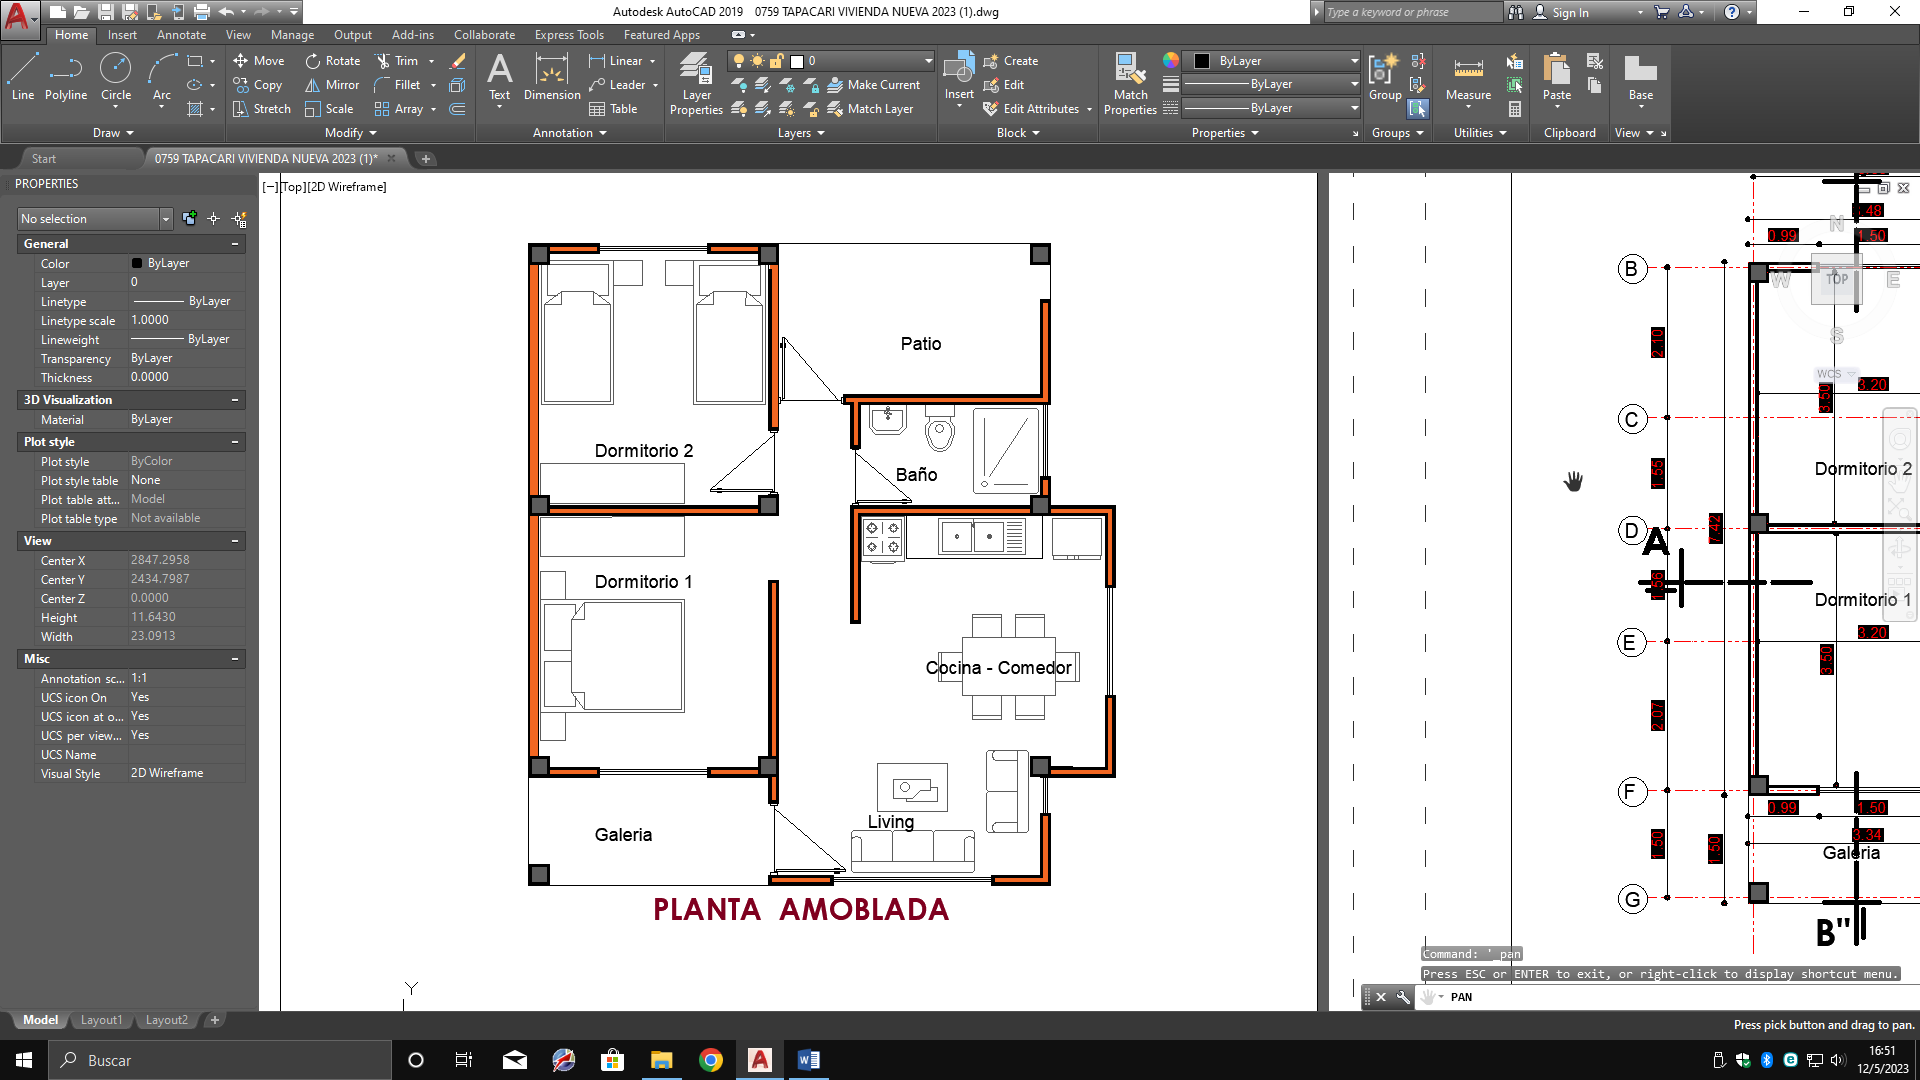 Autodesk AutoCAD 2019 0759 TAPACARI VIVIENDA NUEVA 2023 (1).dwg
Type a keyword or phrase
Sign In
Home Insert Annotate View Manage Output Add-ins Collaborate Express Tools Featured Apps
Line Polyline Circle Arc
Move Rotate Trim
Copy Mirror Fillet
Stretch Scale Array
Text Dimension
Linear
Leader
Table
Layer Properties
0
Make Current
Match Layer
Insert
Create
Edit
Edit Attributes
Match Properties
ByLayer
ByLayer
ByLayer
Group
Measure
Paste
Base
Draw Modify Annotation Layers Block Properties Groups Utilities Clipboard View
Start 0759 TAPACARI VIVIENDA NUEVA 2023 (1)*
PROPERTIES
No selection
General
Color ByLayer
Layer 0
Linetype ByLayer
Linetype scale 1.0000
Lineweight ByLayer
Transparency ByLayer
Thickness 0.0000
3D Visualization
Material ByLayer
Plot style
Plot style ByColor
Plot style table None
Plot table att... Model
Plot table type Not available
View
Center X 2847.2958
Center Y 2434.7987
Center Z 0.0000
Height 11.6430
Width 23.0913
Misc
Annotation sc... 1:1
UCS icon On Yes
UCS icon at o... Yes
UCS per view... Yes
UCS Name
Visual Style 2D Wireframe
[−][Top][2D Wireframe]
Patio
Dormitorio 2
Baño
Dormitorio 1
Cocina - Comedor
Living
Galeria
PLANTA AMOBLADA
Y
0.99 1.50
N
W TOP E
S
WCS
B
2.10
3.50 3.20
C
1.55
Dormitorio 2
D
7.42
A
1.56
Dormitorio 1
E
3.20
3.50
2.07
F
0.99 1.50
3.34
1.50 1.50
Galeria
G
B"
Command: '_pan
Press ESC or ENTER to exit, or right-click to display shortcut menu.
PAN
Model Layout1 Layout2
Press pick button and drag to pan.
Buscar
16:51
12/5/2023